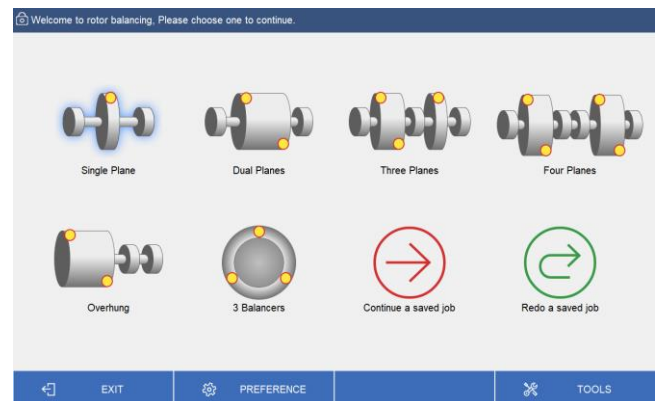 Welcome to rotor balancing, Please choose one to continue.
Single Plane
Dual Planes
Three Planes
Four Planes
Overhung
3 Balancers
Continue a saved job
Redo a saved job
EXIT
PREFERENCE
TOOLS